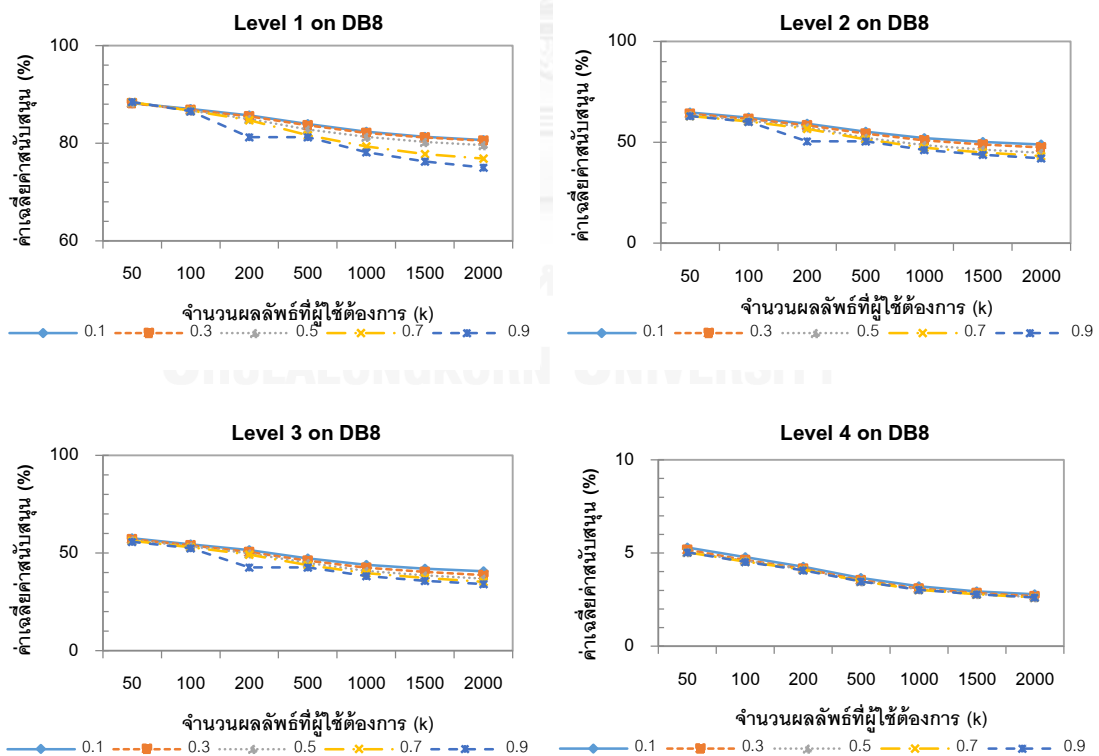 Level 1 on DB8
ค่าเฉลี่ยค่าสนับสนุน (%)
100
80
60
50 100 200 500 1000 1500 2000
จำนวนผลลัพธ์ที่ผู้ใช้ต้องการ (k)
0.1 0.3 0.5 0.7 0.9
Level 2 on DB8
ค่าเฉลี่ยค่าสนับสนุน (%)
100
50
0
50 100 200 500 1000 1500 2000
จำนวนผลลัพธ์ที่ผู้ใช้ต้องการ (k)
0.1 0.3 0.5 0.7 0.9
CHULALONGKORN UNIVERSITY
Level 3 on DB8
ค่าเฉลี่ยค่าสนับสนุน (%)
100
50
0
50 100 200 500 1000 1500 2000
จำนวนผลลัพธ์ที่ผู้ใช้ต้องการ (k)
0.1 0.3 0.5 0.7 0.9
Level 4 on DB8
ค่าเฉลี่ยค่าสนับสนุน (%)
10
5
0
50 100 200 500 1000 1500 2000
จำนวนผลลัพธ์ที่ผู้ใช้ต้องการ (k)
0.1 0.3 0.5 0.7 0.9